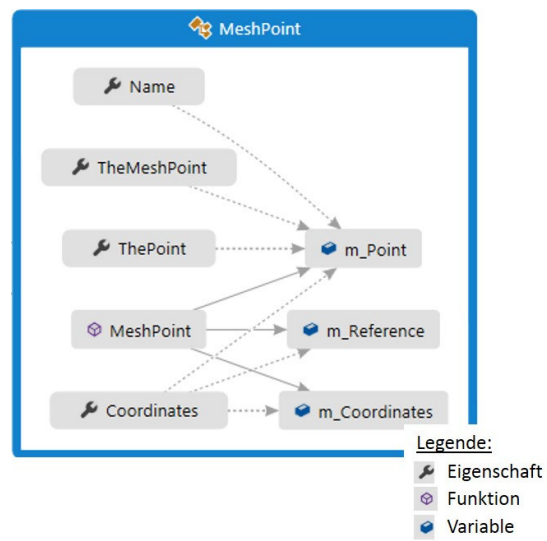 MeshPoint
Name
TheMeshPoint
ThePoint
m_Point
MeshPoint
m_Reference
Coordinates
m_Coordinates
Legende:
Eigenschaft
Funktion
Variable